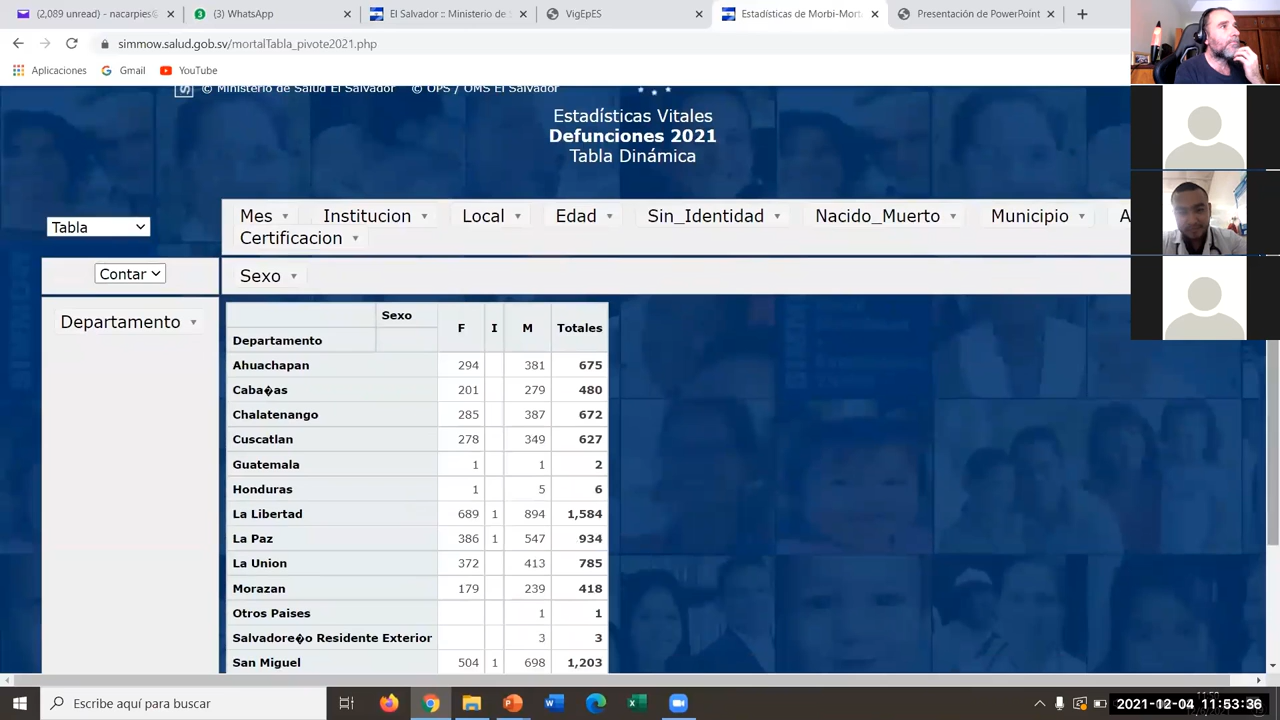 (2,089 unread) - nacarpies@
(3) WhatsApp
El Salvador :: Ministerio de S
VigEpES
Estadísticas de Morbi-Mort
Presentación de PowerPoint
simmow.salud.gob.sv/mortalTabla_pivote2021.php
Aplicaciones Gmail YouTube
© Ministerio de Salud El Salvador © OPS / OMS El Salvador
Estadísticas Vitales
Defunciones 2021
Tabla Dinámica
Tabla
Mes Institucion Local Edad Sin_Identidad Nacido_Muerto Municipio A
Certificacion
Contar
Sexo
Departamento
Sexo F I M Totales
Departamento
Ahuachapan 294 381 675
Caba�as 201 279 480
Chalatenango 285 387 672
Cuscatlan 278 349 627
Guatemala 1 1 2
Honduras 1 5 6
La Libertad 689 1 894 1,584
La Paz 386 1 547 934
La Union 372 413 785
Morazan 179 239 418
Otros Paises 1 1
Salvadore�o Residente Exterior 3 3
San Miguel 504 1 698 1,203
Escribe aquí para buscar
2021-12-04 11:53:36